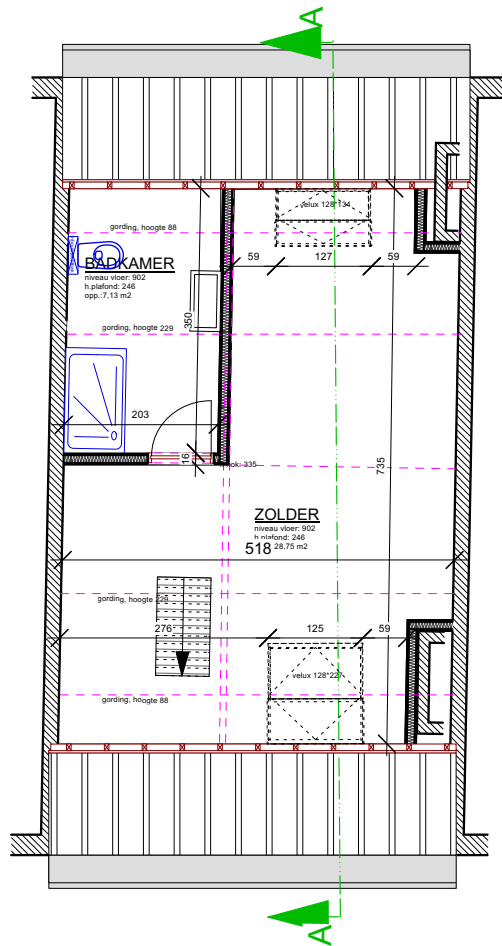 A
velux 128*134
gording, hoogte 88
59
127
59
BADKAMER
niveau vloer: 902
h.plafond: 246
opp.:7,13 m2
350
gording, hoogte 229
203
16
nok: 335
735
ZOLDER
niveau vloer: 902
h.plafond: 246
518
28,75 m2
gording, hoogte 229
276
125
59
velux 128*227
gording, hoogte 88
A